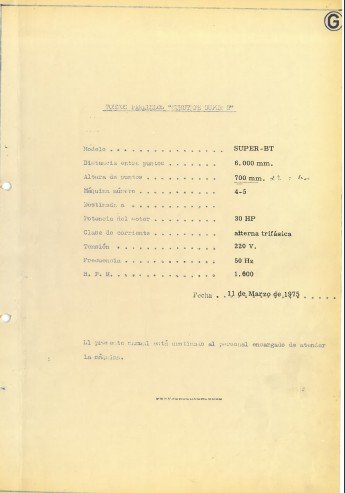 G
TORNOS PARALELOS
Modelo . . . . . . . . . . . . . . . SUPER-BT
Distancia entre puntos . . . . . . . 6,000 mm.
Altura de puntos . . . . . . . . . . 700 mm.
Máquina número . . . . . . . . . . . 4-5
Destinada a . . . . . . . . . . . . .
Potencia del motor . . . . . . . . . 30 HP
Clase de corriente . . . . . . . . . alterna trifásica
Tensión . . . . . . . . . . . . . . . 220 V.
Frecuencia . . . . . . . . . . . . . 50 Hz
R. P. M. . . . . . . . . . . . . . . 1.600
Fecha . . 11 de Marzo de 1975 . . . . .
El presente manual está destinado al personal encargado de atender
la máquina.